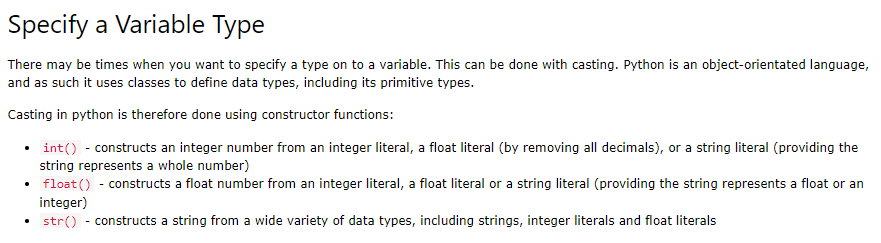 Specify a Variable Type
There may be times when you want to specify a type on to a variable. This can be done with casting. Python is an object-orientated language,
and as such it uses classes to define data types, including its primitive types.
Casting in python is therefore done using constructor functions:
• int() - constructs an integer number from an integer literal, a float literal (by removing all decimals), or a string literal (providing the
string represents a whole number)
• float() - constructs a float number from an integer literal, a float literal or a string literal (providing the string represents a float or an
integer)
• str() - constructs a string from a wide variety of data types, including strings, integer literals and float literals